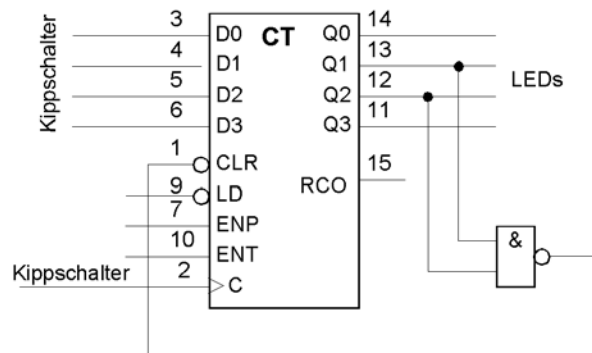 Kippschalter
3 D0 CT Q0 14
4 D1 Q1 13
5 D2 Q2 12
6 D3 Q3 11
LEDs
1 CLR
RCO 15
9 LD
7 ENP
10 ENT
Kippschalter 2 C
&